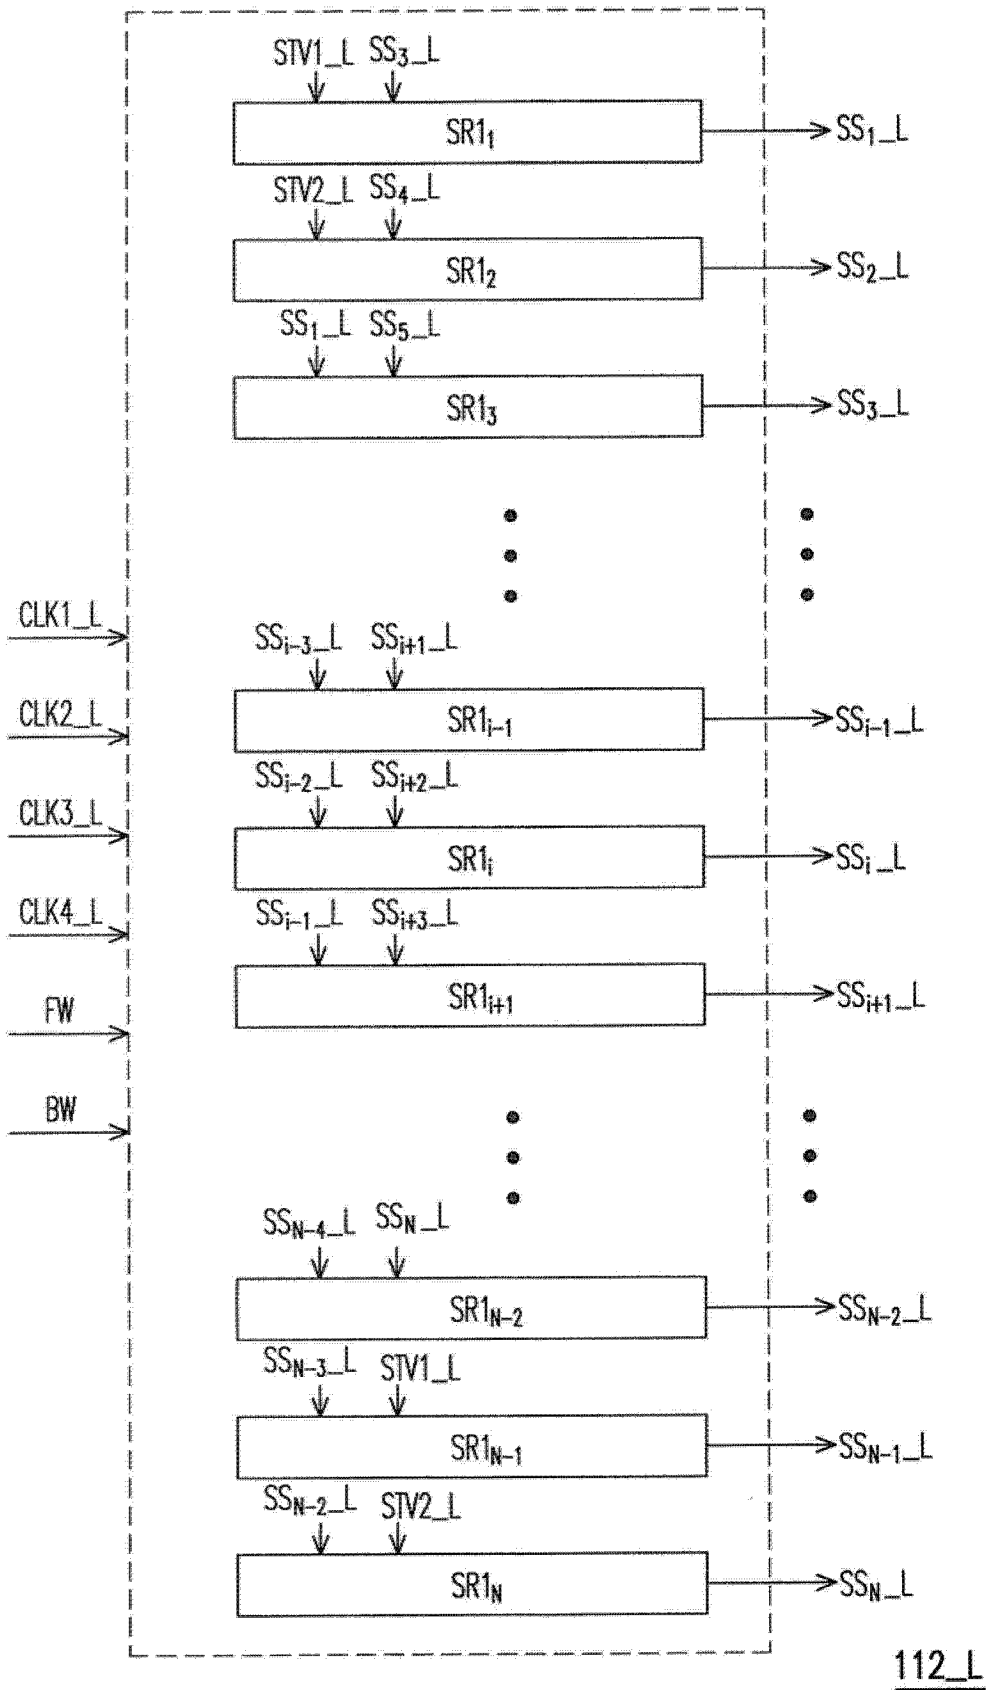 STV1_L SS₃_L
SR1₁
SS₁_L
STV2_L SS₄_L
SR1₂
SS₂_L
SS₁_L SS₅_L
SR1₃
SS₃_L
CLK1_L
CLK2_L
CLK3_L
CLK4_L
FW
BW
SSi-3_L SSi+1_L
SR1i-1
SSi-1_L
SSi-2_L SSi+2_L
SR1i
SSi_L
SSi-1_L SSi+3_L
SR1i+1
SSi+1_L
SSN-4_L SSN_L
SR1N-2
SSN-2_L
SSN-3_L STV1_L
SR1N-1
SSN-1_L
SSN-2_L STV2_L
SR1N
SSN_L
112_L